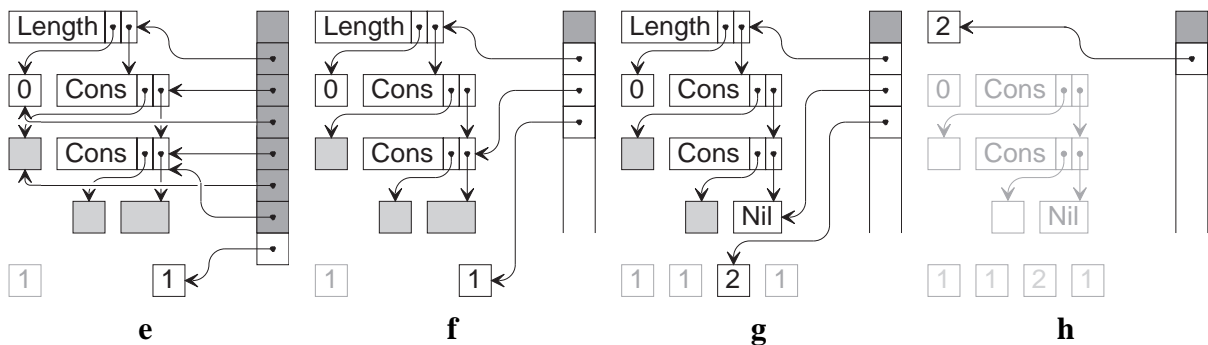 Length Length Length 2
0 Cons 0 Cons 0 Cons 0 Cons
Cons Cons Cons Cons
Nil Nil
1 1 1 1 1 1 2 1 1 1 2 1
e f g h